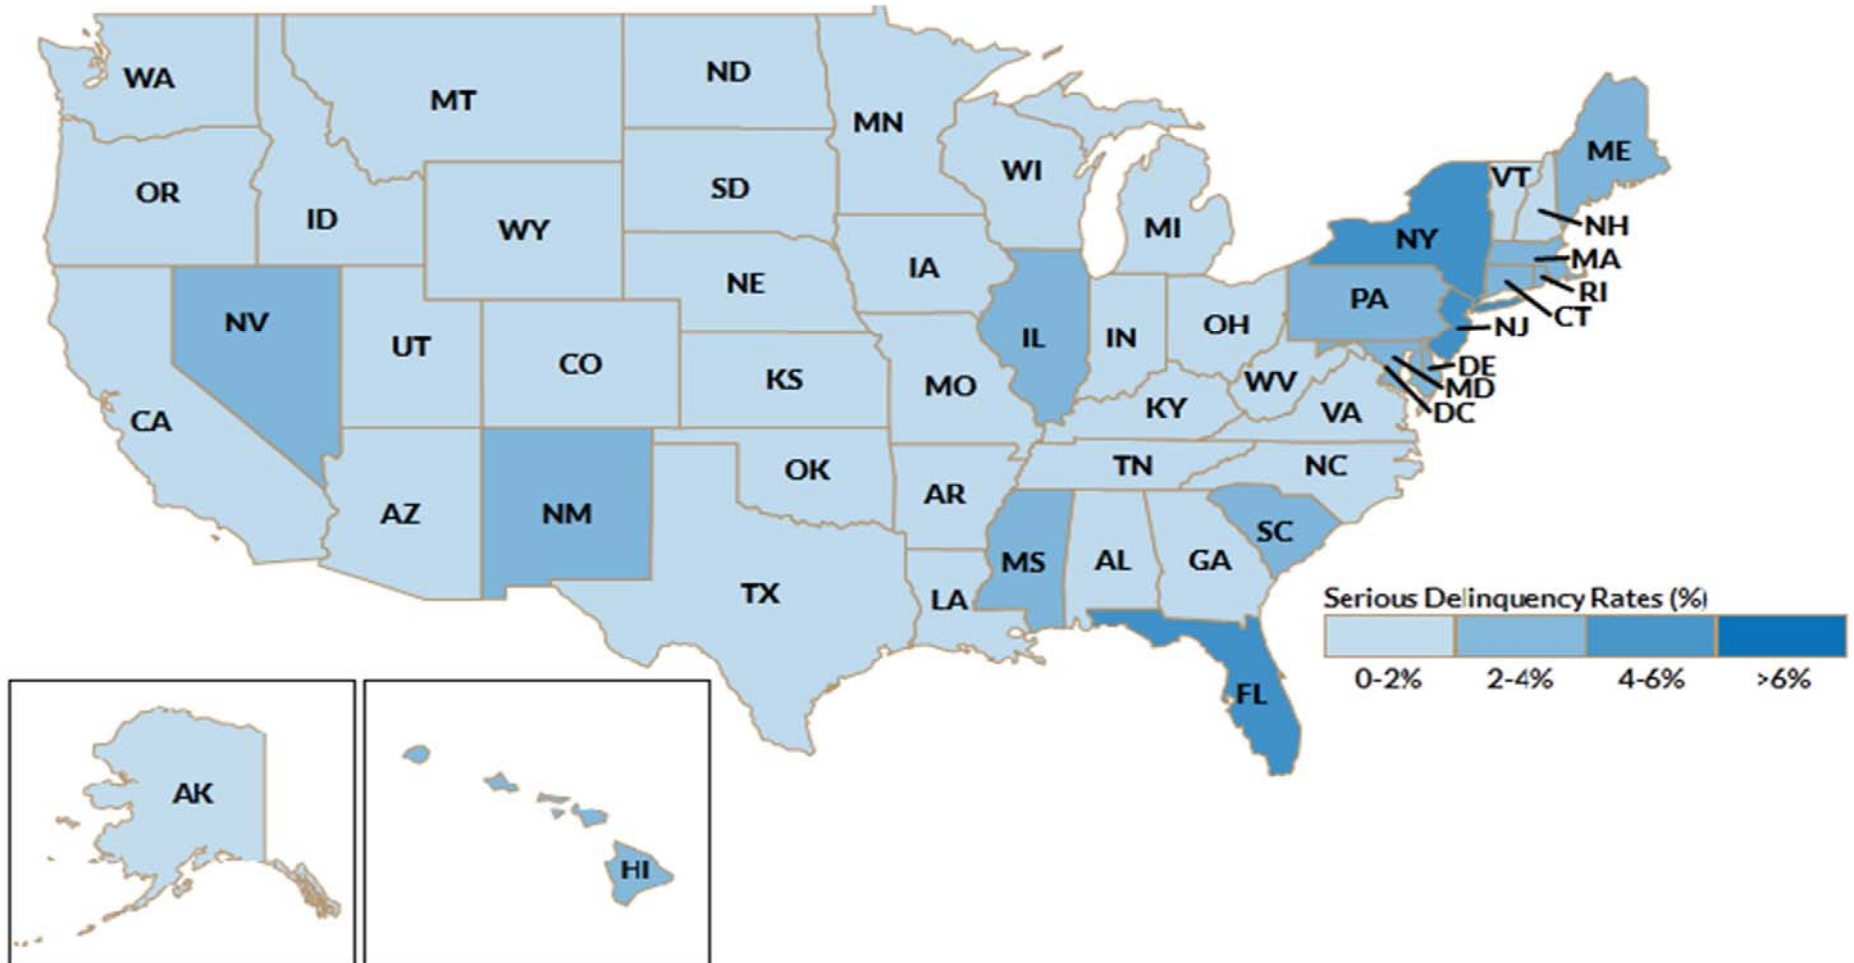 WA
MT
ND
MN
OR
ID
WY
SD
WI
MI
ME
VT
NH
NY
MA
RI
CT
NJ
PA
NV
UT
CO
NE
IA
IL
IN
OH
DE
MD
DC
WV
VA
KY
CA
KS
MO
AZ
NM
OK
AR
TN
NC
SC
TX
LA
MS
AL
GA
FL
Serious Delinquency Rates (%)
0-2% 2-4% 4-6% >6%
AK
HI